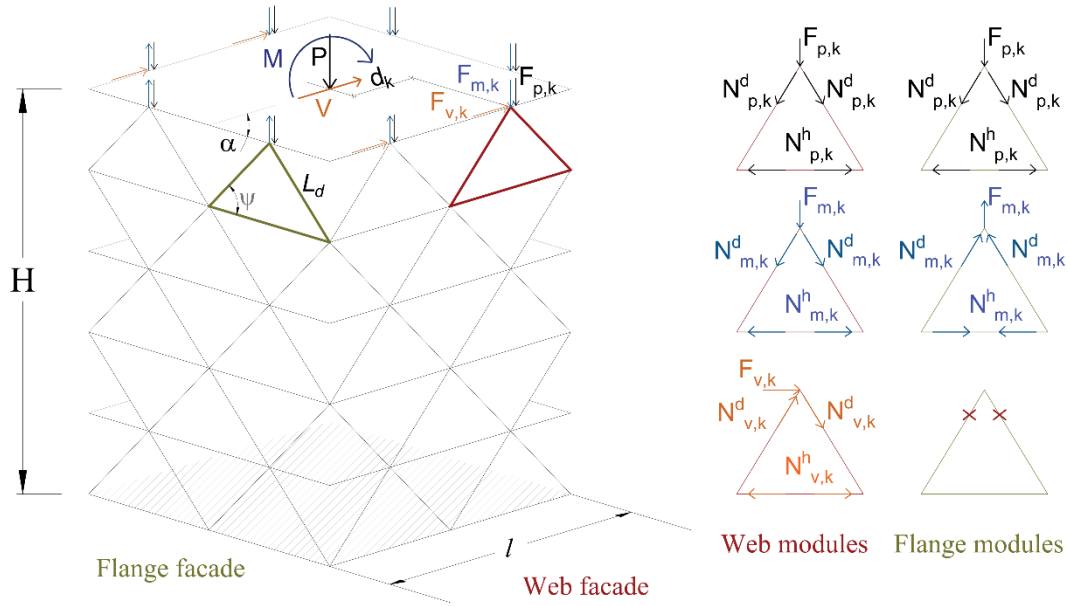 M
P
V
d_k
F_m,k
F_p,k
F_v,k
α
ψ
L_d
H
l
Flange facade
Web facade
F_p,k
N^d_p,k
N^d_p,k
N^h_p,k
F_p,k
N^d_p,k
N^d_p,k
N^h_p,k
F_m,k
N^d_m,k
N^d_m,k
N^h_m,k
F_m,k
N^d_m,k
N^d_m,k
N^h_m,k
F_v,k
N^d_v,k
N^d_v,k
N^h_v,k
Web modules
Flange modules